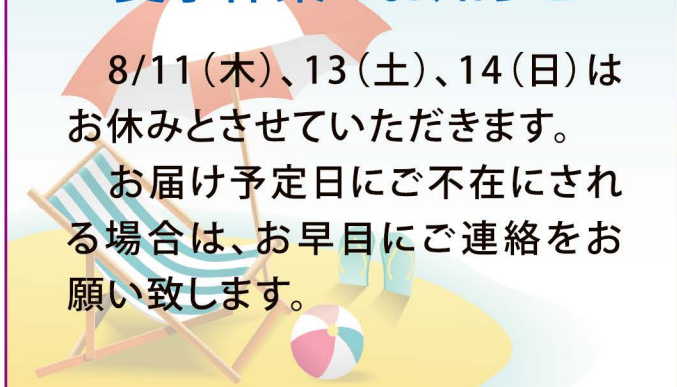 8/11(木)、13(土)、14(日)は
お休みとさせていただきます。
お届け予定日にご不在にされ
る場合は、お早目にご連絡をお
願い致します。